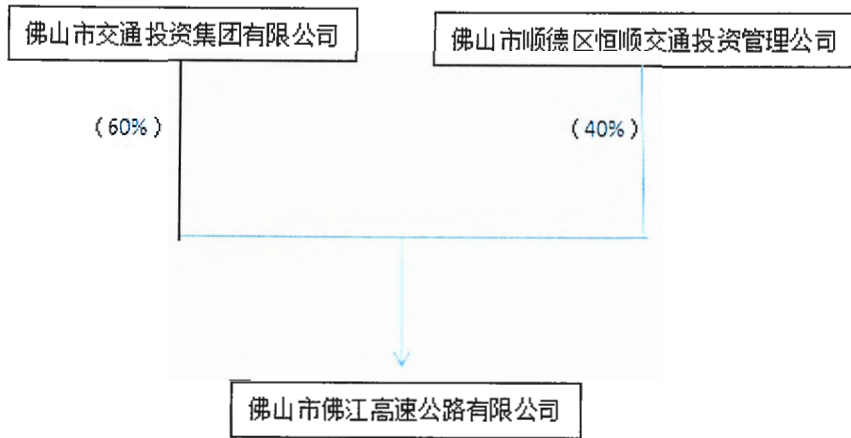 佛山市交通投资集团有限公司
佛山市顺德区恒顺交通投资管理公司
（60%）
（40%）
佛山市佛江高速公路有限公司